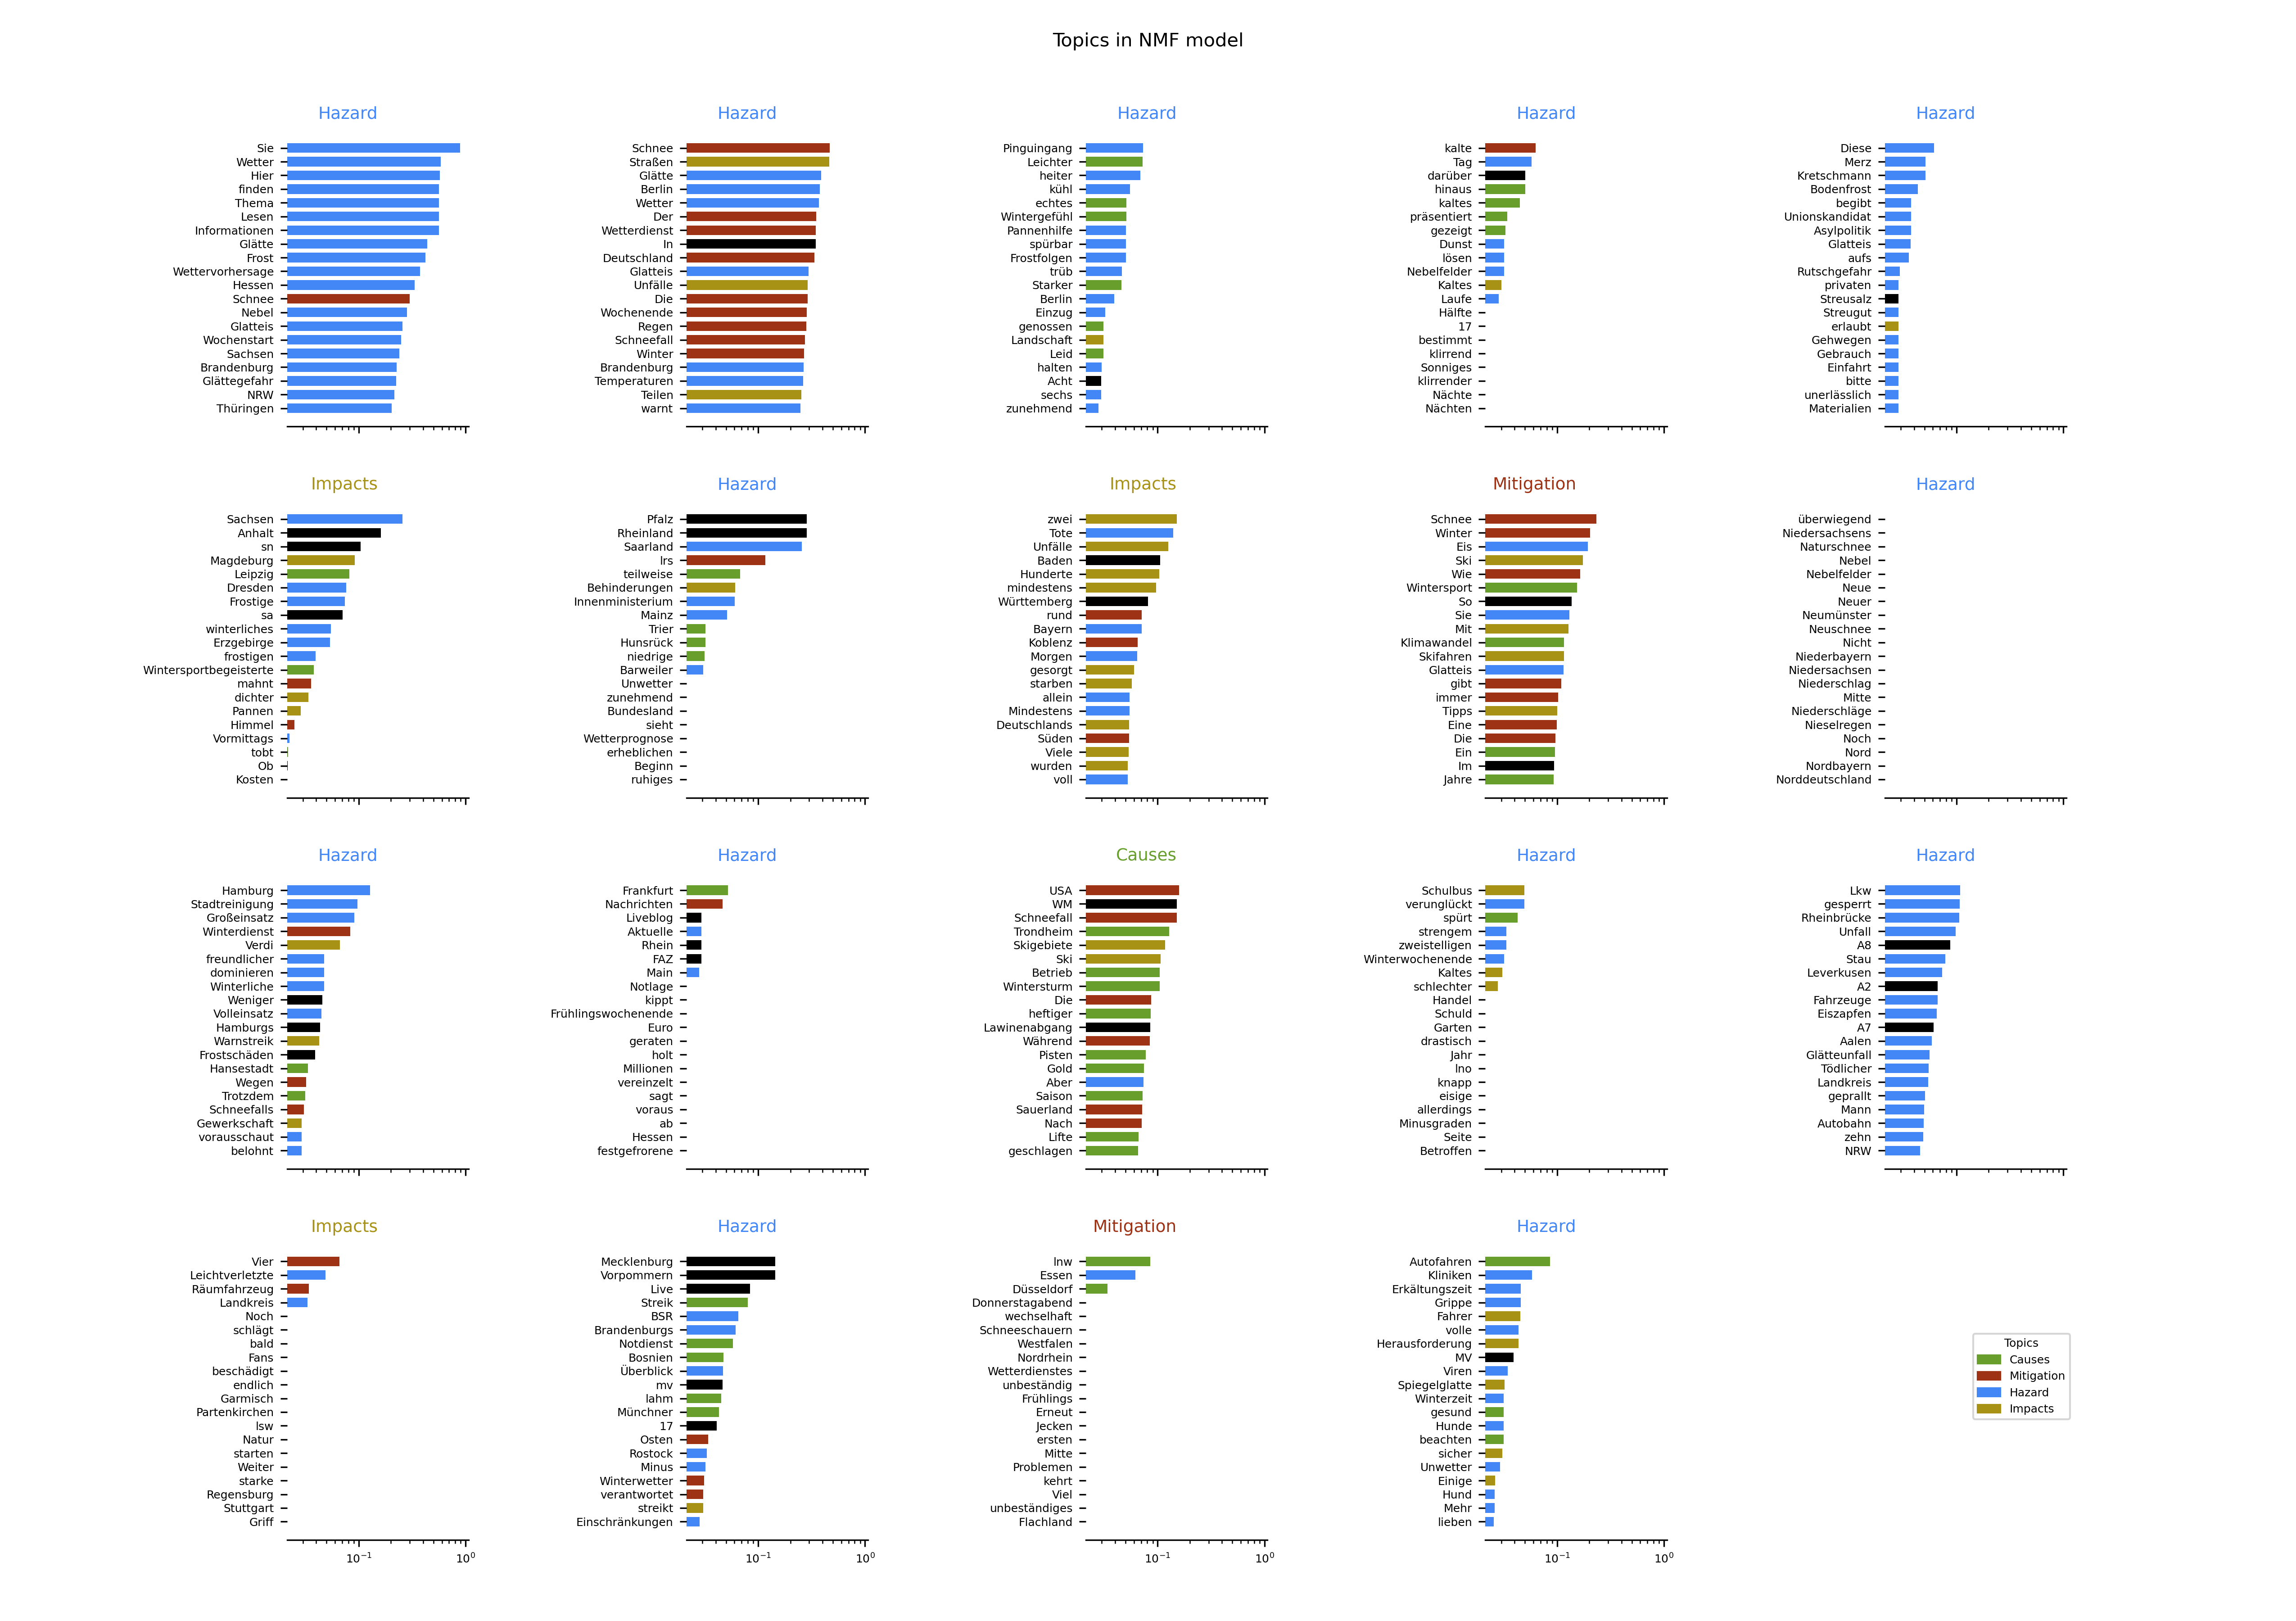 Topics in NMF model
Hazard
Sie
Wetter
Hier
finden
Thema
Lesen
Informationen
Glätte
Frost
Wettervorhersage
Hessen
Schnee
Nebel
Glatteis
Wochenstart
Sachsen
Brandenburg
Glättegefahr
NRW
Thüringen
Hazard
Schnee
Straßen
Glätte
Berlin
Wetter
Der
Wetterdienst
In
Deutschland
Glatteis
Unfälle
Die
Wochenende
Regen
Schneefall
Winter
Brandenburg
Temperaturen
Teilen
warnt
Hazard
Pinguingang
Leichter
heiter
kühl
echtes
Wintergefühl
Pannenhilfe
spürbar
Frostfolgen
trüb
Starker
Berlin
Einzug
genossen
Landschaft
Leid
halten
Acht
sechs
zunehmend
Hazard
kalte
Tag
darüber
hinaus
kaltes
präsentiert
gezeigt
Dunst
lösen
Nebelfelder
Kaltes
Laufe
Hälfte
17
bestimmt
klirrend
Sonniges
klirrender
Nächte
Nächten
Hazard
Diese
Merz
Kretschmann
Bodenfrost
begibt
Unionskandidat
Asylpolitik
Glatteis
aufs
Rutschgefahr
privaten
Streusalz
Streugut
erlaubt
Gehwegen
Gebrauch
Einfahrt
bitte
unerlässlich
Materialien
Impacts
Sachsen
Anhalt
sn
Magdeburg
Leipzig
Dresden
Frostige
sa
winterliches
Erzgebirge
frostigen
Wintersportbegeisterte
mahnt
dichter
Pannen
Himmel
Vormittags
tobt
Ob
Kosten
Hazard
Pfalz
Rheinland
Saarland
lrs
teilweise
Behinderungen
Innenministerium
Mainz
Trier
Hunsrück
niedrige
Barweiler
Unwetter
zunehmend
Bundesland
sieht
Wetterprognose
erheblichen
Beginn
ruhiges
Impacts
zwei
Tote
Unfälle
Baden
Hunderte
mindestens
Württemberg
rund
Bayern
Koblenz
Morgen
gesorgt
starben
allein
Mindestens
Deutschlands
Süden
Viele
wurden
voll
Mitigation
Schnee
Winter
Eis
Ski
Wie
Wintersport
So
Sie
Mit
Klimawandel
Skifahren
Glatteis
gibt
immer
Tipps
Eine
Die
Ein
Im
Jahre
Hazard
überwiegend
Niedersachsens
Naturschnee
Nebel
Nebelfelder
Neue
Neuer
Neumünster
Neuschnee
Nicht
Niederbayern
Niedersachsen
Niederschlag
Mitte
Niederschläge
Nieselregen
Noch
Nord
Nordbayern
Norddeutschland
Hazard
Hamburg
Stadtreinigung
Großeinsatz
Winterdienst
Verdi
freundlicher
dominieren
Winterliche
Weniger
Volleinsatz
Hamburgs
Warnstreik
Frostschäden
Hansestadt
Wegen
Trotzdem
Schneefalls
Gewerkschaft
vorausschaut
belohnt
Hazard
Frankfurt
Nachrichten
Liveblog
Aktuelle
Rhein
FAZ
Main
Notlage
kippt
Frühlingswochenende
Euro
geraten
holt
Millionen
vereinzelt
sagt
voraus
ab
Hessen
festgefrorene
Causes
USA
WM
Schneefall
Trondheim
Skigebiete
Ski
Betrieb
Wintersturm
Die
heftiger
Lawinenabgang
Während
Pisten
Gold
Aber
Saison
Sauerland
Nach
Lifte
geschlagen
Hazard
Schulbus
verunglückt
spürt
strengem
zweistelligen
Winterwochenende
Kaltes
schlechter
Handel
Schuld
Garten
drastisch
Jahr
Ino
knapp
eisige
allerdings
Minusgraden
Seite
Betroffen
Hazard
Lkw
gesperrt
Rheinbrücke
Unfall
A8
Stau
Leverkusen
A2
Fahrzeuge
Eiszapfen
A7
Aalen
Glätteunfall
Tödlicher
Landkreis
geprallt
Mann
Autobahn
zehn
NRW
Impacts
Vier
Leichtverletzte
Räumfahrzeug
Landkreis
Noch
schlägt
bald
Fans
beschädigt
endlich
Garmisch
Partenkirchen
lsw
Natur
starten
Weiter
starke
Regensburg
Stuttgart
Griff
10⁻¹ 10⁰
Hazard
Mecklenburg
Vorpommern
Live
Streik
BSR
Brandenburgs
Notdienst
Bosnien
Überblick
mv
lahm
Münchner
17
Osten
Rostock
Minus
Winterwetter
verantwortet
streikt
Einschränkungen
10⁻¹ 10⁰
Mitigation
lnw
Essen
Düsseldorf
Donnerstagabend
wechselhaft
Schneeschauern
Westfalen
Nordrhein
Wetterdienstes
unbeständig
Frühlings
Erneut
Jecken
ersten
Mitte
Problemen
kehrt
Viel
unbeständiges
Flachland
10⁻¹ 10⁰
Hazard
Autofahren
Kliniken
Erkältungszeit
Grippe
Fahrer
volle
Herausforderung
MV
Viren
Spiegelglatte
Winterzeit
gesund
Hunde
beachten
sicher
Unwetter
Einige
Hund
Mehr
lieben
10⁻¹ 10⁰
Topics
Causes
Mitigation
Hazard
Impacts